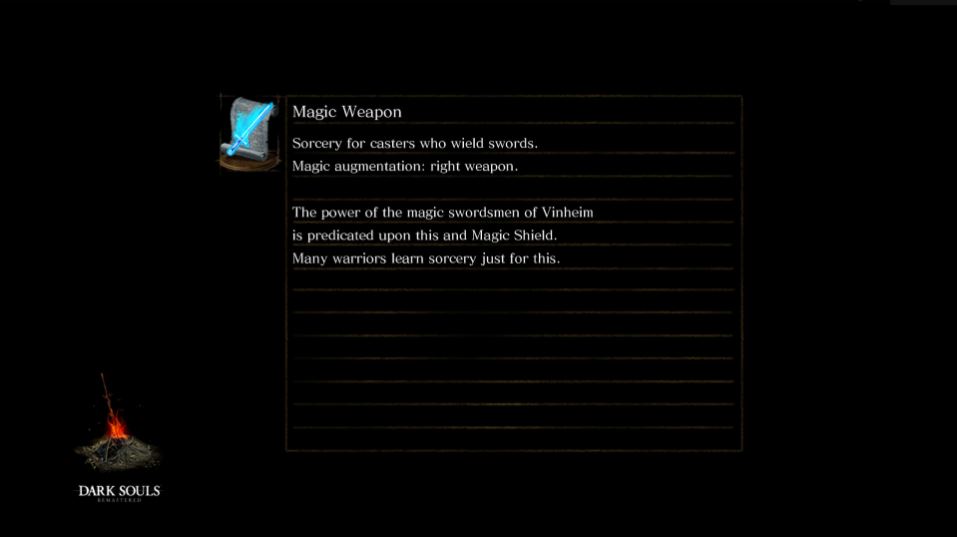 Magic Weapon
Sorcery for casters who wield swords.
Magic augmentation: right weapon.
The power of the magic swordsmen of Vinheim
is predicated upon this and Magic Shield.
Many warriors learn sorcery just for this.
DARK SOULS
REMASTERED